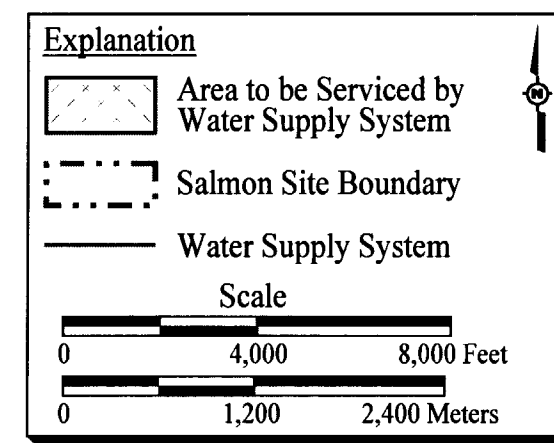 Explanation
N
Area to be Serviced by
Water Supply System
Salmon Site Boundary
Water Supply System
Scale
0 4,000 8,000 Feet
0 1,200 2,400 Meters